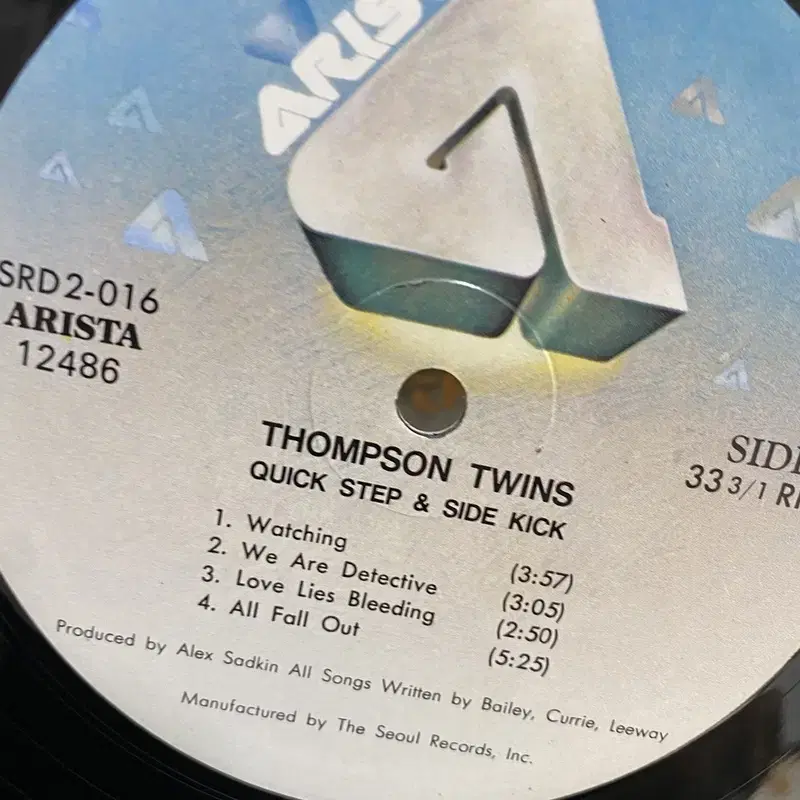 ARIS
SRD2-016
ARISTA
12486
SIDE
33 3/1 R
THOMPSON TWINS
QUICK STEP & SIDE KICK
1. Watching (3:57)
2. We Are Detective (3:05)
3. Love Lies Bleeding (2:50)
4. All Fall Out (5:25)
Produced by Alex Sadkin All Songs Written by Bailey, Currie, Leeway
Manufactured by The Seoul Records, Inc.